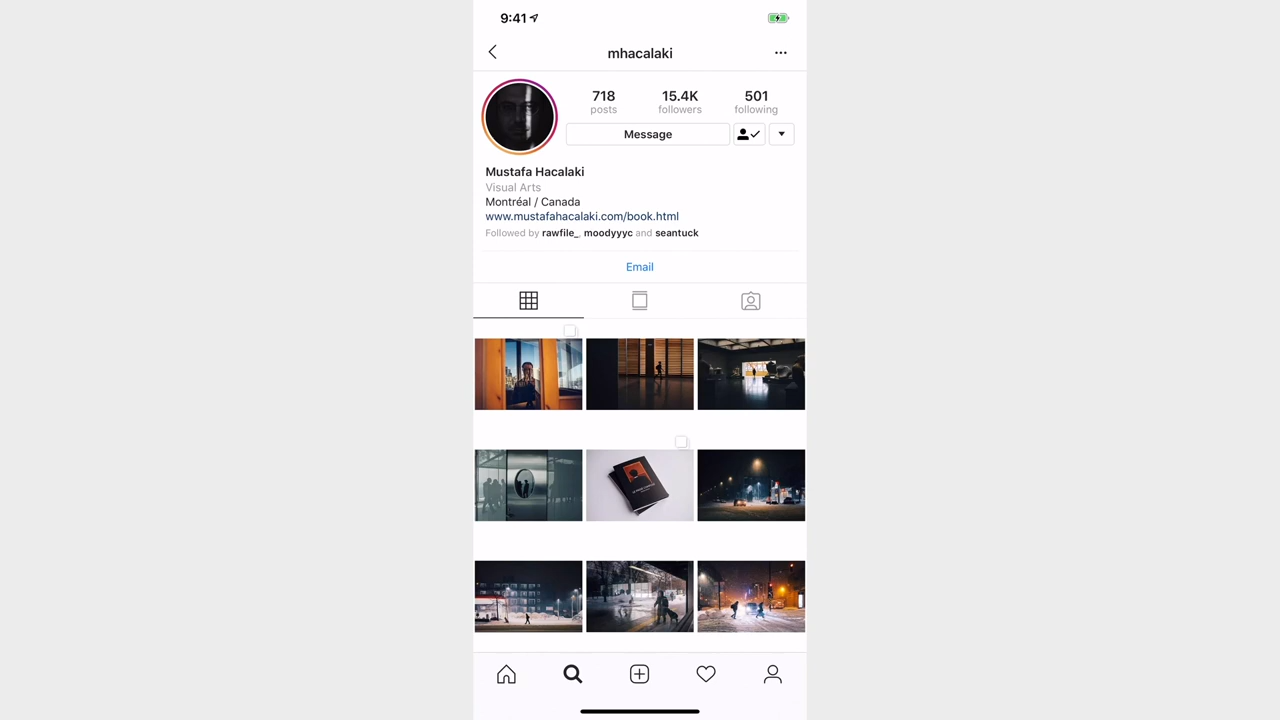 9:41
mhacalaki
718 15.4K 501
posts followers following
Message
Mustafa Hacalaki
Visual Arts
Montréal / Canada
www.mustafahacalaki.com/book.html
Followed by rawfile_, moodyyyc and seantuck
Email